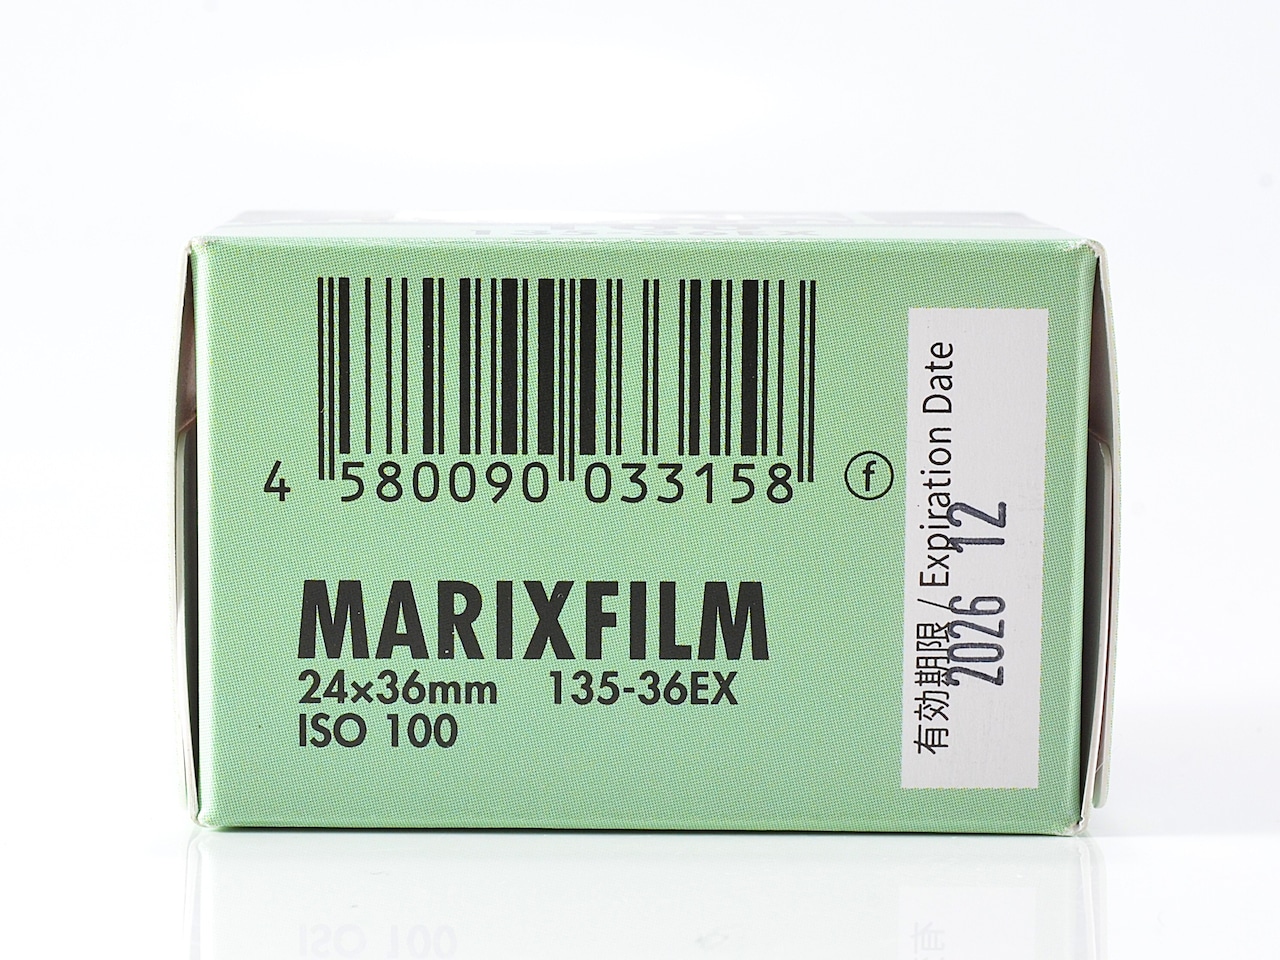 4 580090 033158
f
MARIXFILM
24×36mm 135-36EX
ISO 100
有効期限 / Expiration Date
2026 12